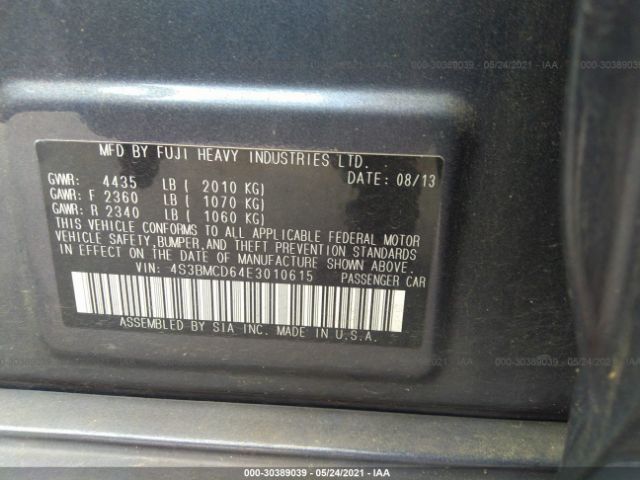 000-30389039 - 05/24/2021 - IAA
MFD BY FUJI HEAVY INDUSTRIES LTD.
GVWR: 4435 LB ( 2010 KG) DATE: 08/13
GAWR: F 2360 LB ( 1070 KG)
GAWR: R 2340 LB ( 1060 KG)
THIS VEHICLE CONFORMS TO ALL APPLICABLE FEDERAL MOTOR
VEHICLE SAFETY, BUMPER, AND THEFT PREVENTION STANDARDS
IN EFFECT ON THE DATE OF MANUFACTURE SHOWN ABOVE.
VIN: 4S3BMCD64E3010615 PASSENGER CAR
ASSEMBLED BY SIA INC. MADE IN U.S.A.
000-30389039 - 05/24/2021 - IAA
000-30389039 - 05/24/2021 - IAA